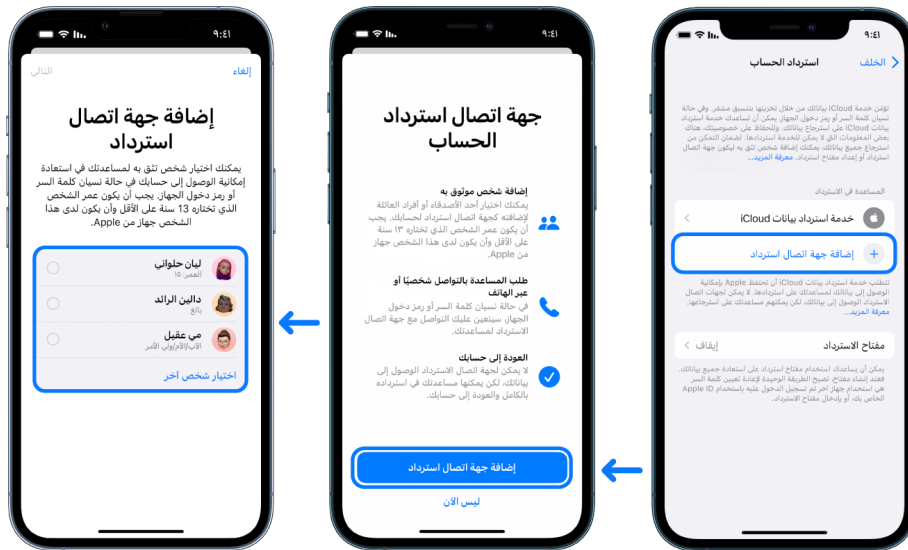 ٩:٤١
الخلف
استرداد الحساب
تؤمّن خدمة iCloud بياناتك من خلال تخزينها بتنسيق مشفر. وفي حالة
نسيان كلمة السر أو رمز دخول الجهاز، يمكن أن تساعدك خدمة استرداد
بيانات iCloud على استرجاع بياناتك. وللحفاظ على خصوصيتك، هناك
بعض المعلومات التي لا يمكن للخدمة استردادها. لضمان التمكن من
استرجاع جميع بياناتك، يمكنك إضافة شخص تثق به ليكون جهة اتصال
استرداد أو إعداد مفتاح استرداد. معرفة المزيد...
المساعدة في الاسترداد
خدمة استرداد بيانات iCloud
إضافة جهة اتصال استرداد
تتطلب خدمة استرداد بيانات iCloud أن تحتفظ Apple بإمكانية
الوصول إلى بياناتك لمساعدتك على استردادها. لا يمكن لجهات اتصال
الاسترداد الوصول إلى بياناتك، لكن يمكنهم مساعدتك على استرجاعها.
معرفة المزيد...
مفتاح الاسترداد
إيقاف
يمكن أن يساعدك استخدام مفتاح استرداد على استعادة جميع بياناتك.
فعند إنشاء مفتاح، تصبح الطريقة الوحيدة لإعادة تعيين كلمة السر
هي استخدام جهاز آخر تم تسجيل الدخول عليه باستخدام Apple ID
الخاص بك، أو بإدخال مفتاح الاسترداد.
٩:٤١
جهة اتصال استرداد
الحساب
إضافة شخص موثوق به
يمكنك اختيار أحد الأصدقاء أو أفراد العائلة
لإضافته كجهة اتصال استرداد لحسابك. يجب
أن يكون عمر الشخص الذي تختاره ١٣ سنة
على الأقل وأن يكون لدى هذا الشخص جهاز
من Apple.
طلب المساعدة بالتواصل شخصيًا أو
عبر الهاتف
في حالة نسيان كلمة السر أو رمز دخول
الجهاز، سيتعين عليك التواصل مع جهة اتصال
الاسترداد لمساعدتك.
العودة إلى حسابك
لا يمكن لجهة اتصال الاسترداد الوصول إلى
بياناتك، لكن يمكنها مساعدتك في استرداده
بالكامل والعودة إلى حسابك.
إضافة جهة اتصال استرداد
ليس الآن
٩:٤١
إلغاء
التالي
إضافة جهة اتصال
استرداد
يمكنك اختيار شخص تثق به لمساعدتك في استعادة
إمكانية الوصول إلى حسابك في حالة نسيان كلمة السر
أو رمز دخول الجهاز. يجب أن يكون عمر الشخص
الذي تختاره 13 سنة على الأقل وأن يكون لدى هذا
الشخص جهاز من Apple.
ليان حلواني
العمر: ١٥
دالين الرائد
بالغ
مي عقيل
الأب/الأم/ولي الأمر
اختيار شخص آخر